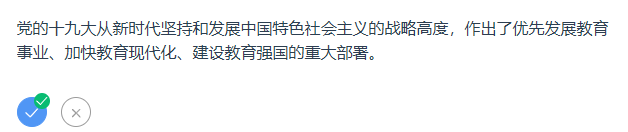 党的十九大从新时代坚持和发展中国特色社会主义的战略高度，作出了优先发展教育
事业、加快教育现代化、建设教育强国的重大部署。